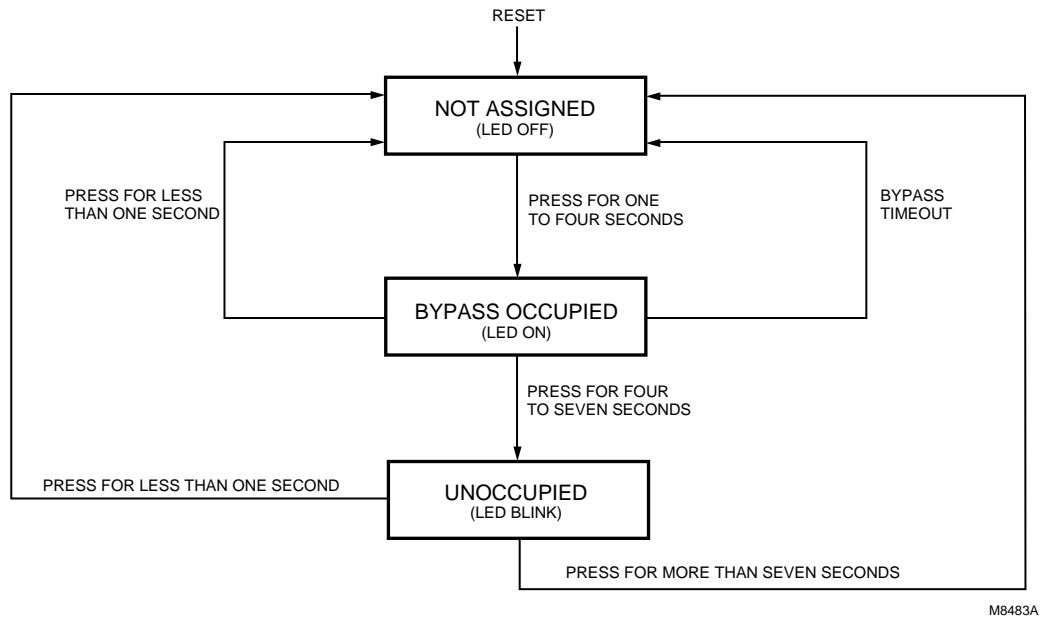 RESET
NOT ASSIGNED
(LED OFF)
PRESS FOR LESS
THAN ONE SECOND
PRESS FOR ONE
TO FOUR SECONDS
BYPASS
TIMEOUT
BYPASS OCCUPIED
(LED ON)
PRESS FOR FOUR
TO SEVEN SECONDS
PRESS FOR LESS THAN ONE SECOND
UNOCCUPIED
(LED BLINK)
PRESS FOR MORE THAN SEVEN SECONDS
M8483A